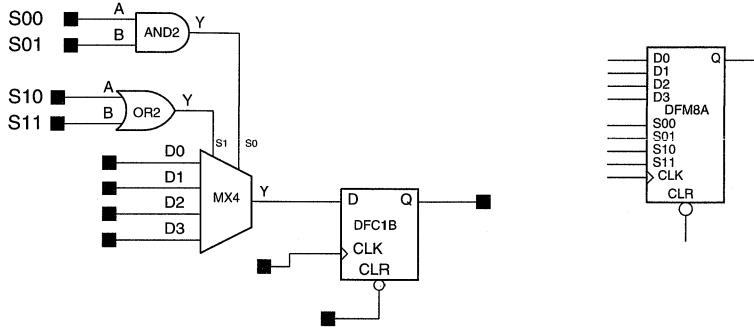 S00 A Y
S01 B AND2
S10 A Y
S11 B OR2
S1 S0
D0
D1 MX4 Y
D2
D3
D Q
DFC1B
CLK
CLR
D0 Q
D1
D2
D3
DFM8A
S00
S01
S10
S11
CLK
CLR